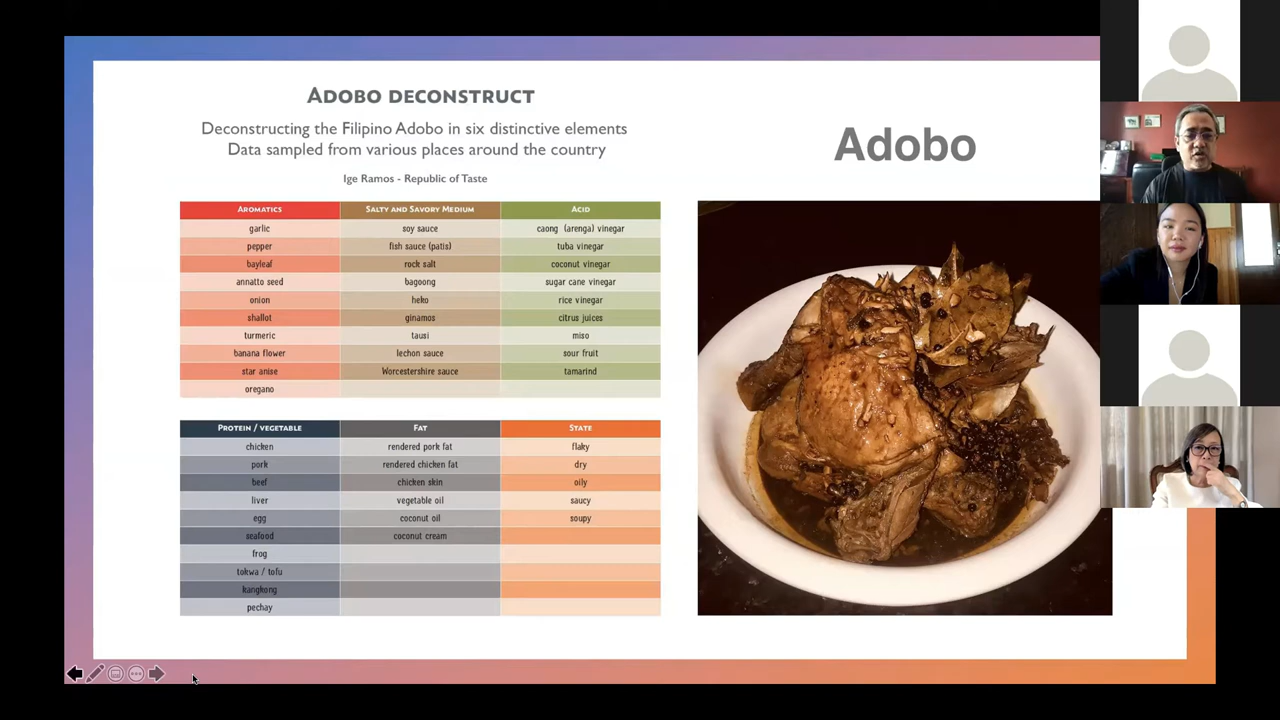 ADOBO DECONSTRUCT
Deconstructing the Filipino Adobo in six distinctive elements
Data sampled from various places around the country
Ige Ramos - Republic of Taste
Adobo
AROMATICS SALTY AND SAVORY MEDIUM ACID
garlic soy sauce caong (arenga) vinegar
pepper fish sauce (patis) tuba vinegar
bayleaf rock salt coconut vinegar
annatto seed bagoong sugar cane vinegar
onion heko rice vinegar
shallot ginamos citrus juices
turmeric tausi miso
banana flower lechon sauce sour fruit
star anise Worcestershire sauce tamarind
oregano
PROTEIN / VEGETABLE FAT STATE
chicken rendered pork fat flaky
pork rendered chicken fat dry
beef chicken skin oily
liver vegetable oil saucy
egg coconut oil soupy
seafood coconut cream
frog
tokwa / tofu
kangkong
pechay